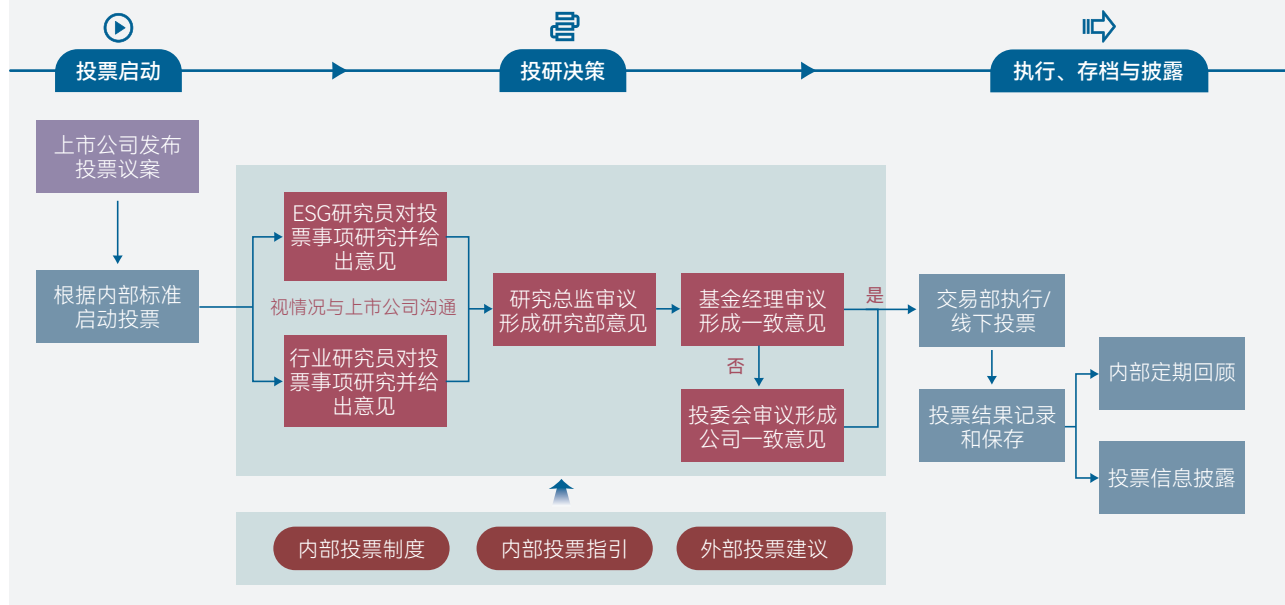 投票启动
投研决策
执行、存档与披露
上市公司发布
投票议案
根据内部标准
启动投票
ESG研究员对投
票事项研究并给
出意见
视情况与上市公司沟通
行业研究员对投
票事项研究并给
出意见
研究总监审议
形成研究部意见
基金经理审议
形成一致意见
是
否
投委会审议形成
公司一致意见
交易部执行/
线下投票
投票结果记录
和保存
内部定期回顾
投票信息披露
内部投票制度
内部投票指引
外部投票建议